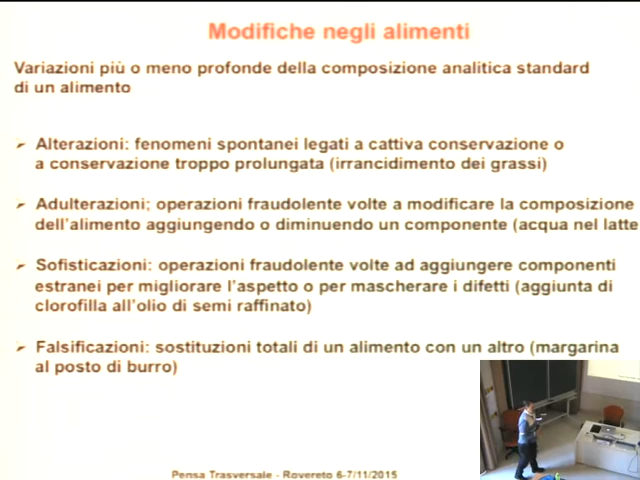 Modifiche negli alimenti
Variazioni più o meno profonde della composizione analitica standard
di un alimento
Alterazioni: fenomeni spontanei legati a cattiva conservazione o
a conservazione troppo prolungata (irrancidimento dei grassi)
Adulterazioni; operazioni fraudolente volte a modificare la composizione
dell'alimento aggiungendo o diminuendo un componente (acqua nel latte
Sofisticazioni: operazioni fraudolente volte ad aggiungere componenti
estranei per migliorare l'aspetto o per mascherare i difetti (aggiunta di
clorofilla all'olio di semi raffinato)
Falsificazioni: sostituzioni totali di un alimento con un altro (margarina
al posto di burro)
Pensa Trasversale - Rovereto 6-7/11/2015